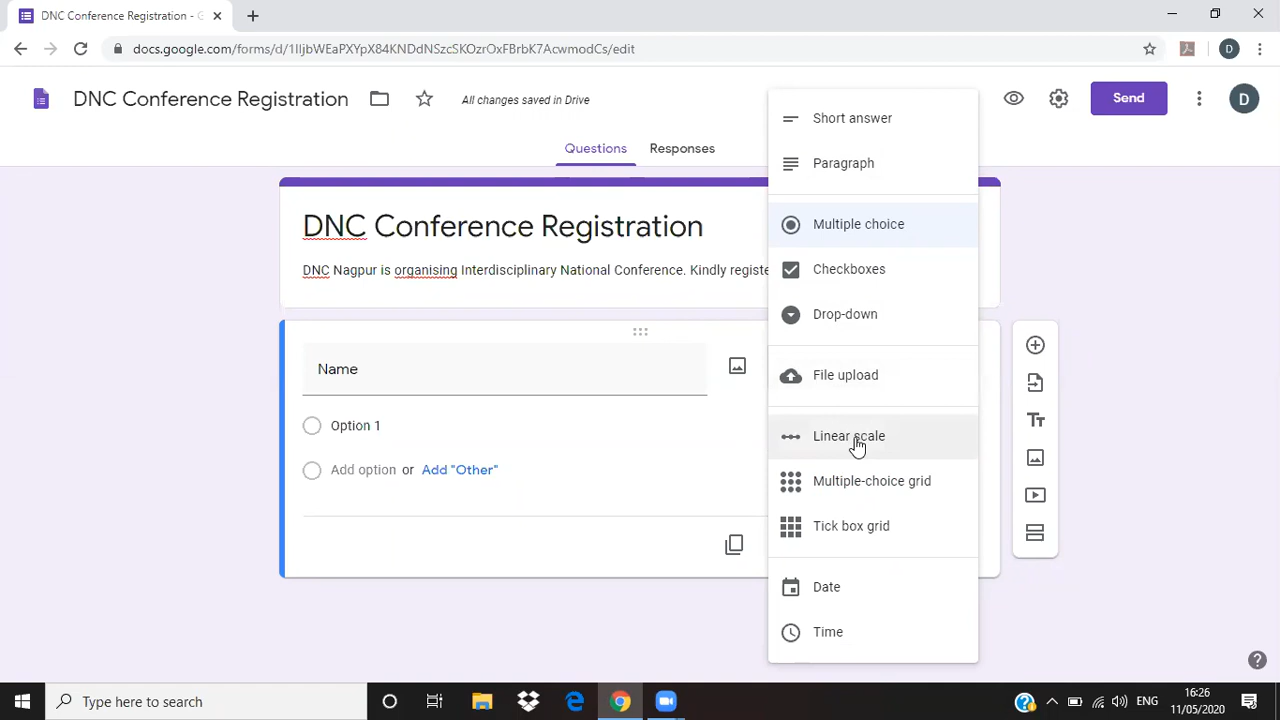 DNC Conference Registration - G
docs.google.com/forms/d/1IljbWEaPXYpX84KNDdNSzcSKOzrOxFBrbK7AcwmodCs/edit
D
DNC Conference Registration
All changes saved in Drive
Send
D
Questions
Responses
DNC Conference Registration
DNC Nagpur is organising Interdisciplinary National Conference. Kindly registe
Name
Option 1
Add option or Add "Other"
Short answer
Paragraph
Multiple choice
Checkboxes
Drop-down
File upload
Linear scale
Multiple-choice grid
Tick box grid
Date
Time
Type here to search
ENG
16:26
11/05/2020